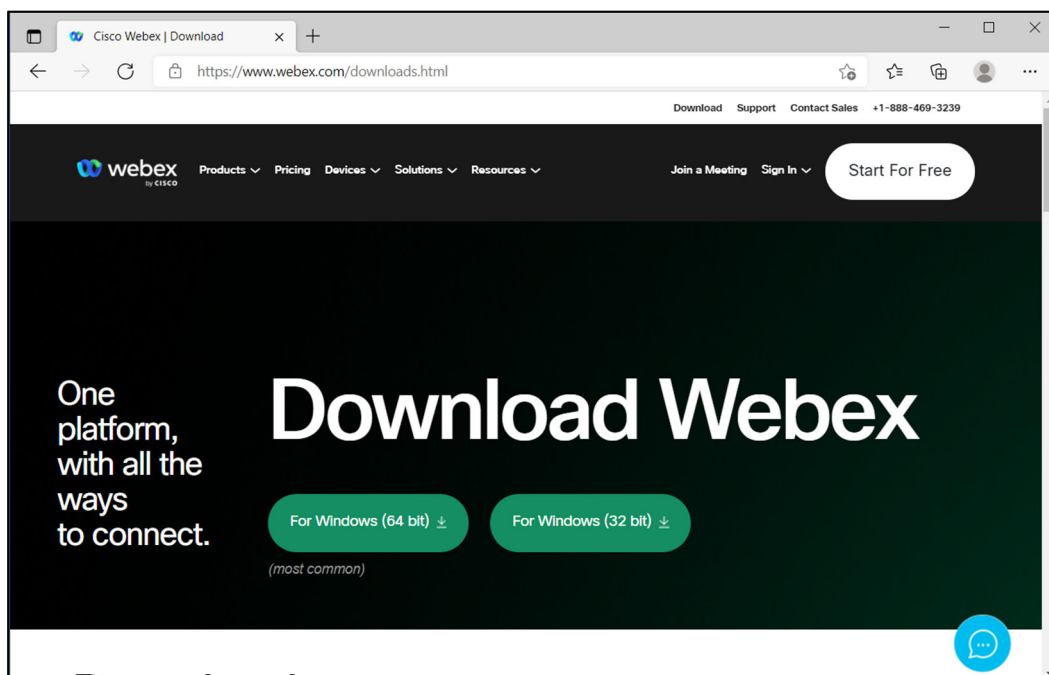 Cisco Webex | Download
https://www.webex.com/downloads.html
Download Support Contact Sales +1-888-469-3239
webex by CISCO Products Pricing Devices Solutions Resources Join a Meeting Sign In Start For Free
One
platform,
with all the
ways
to connect.
Download Webex
For Windows (64 bit) For Windows (32 bit)
(most common)